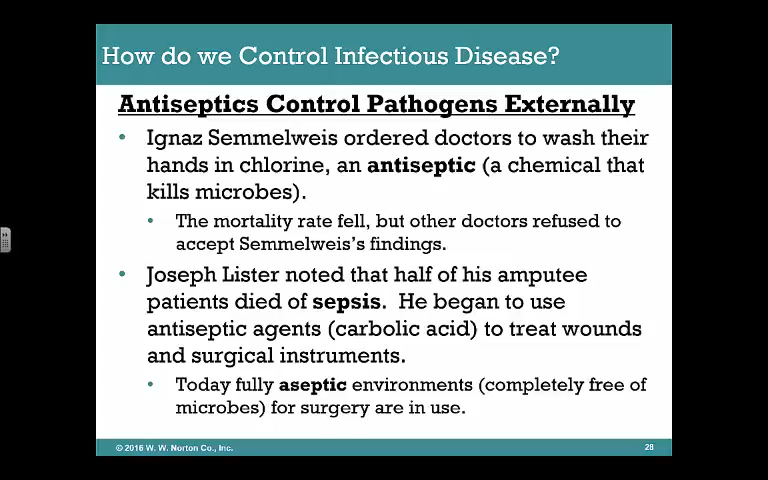 How do we Control Infectious Disease?
Antiseptics Control Pathogens Externally
• Ignaz Semmelweis ordered doctors to wash their
hands in chlorine, an antiseptic (a chemical that
kills microbes).
• The mortality rate fell, but other doctors refused to
accept Semmelweis's findings.
• Joseph Lister noted that half of his amputee
patients died of sepsis. He began to use
antiseptic agents (carbolic acid) to treat wounds
and surgical instruments.
• Today fully aseptic environments (completely free of
microbes) for surgery are in use.
© 2016 W. W. Norton Co., Inc.
28